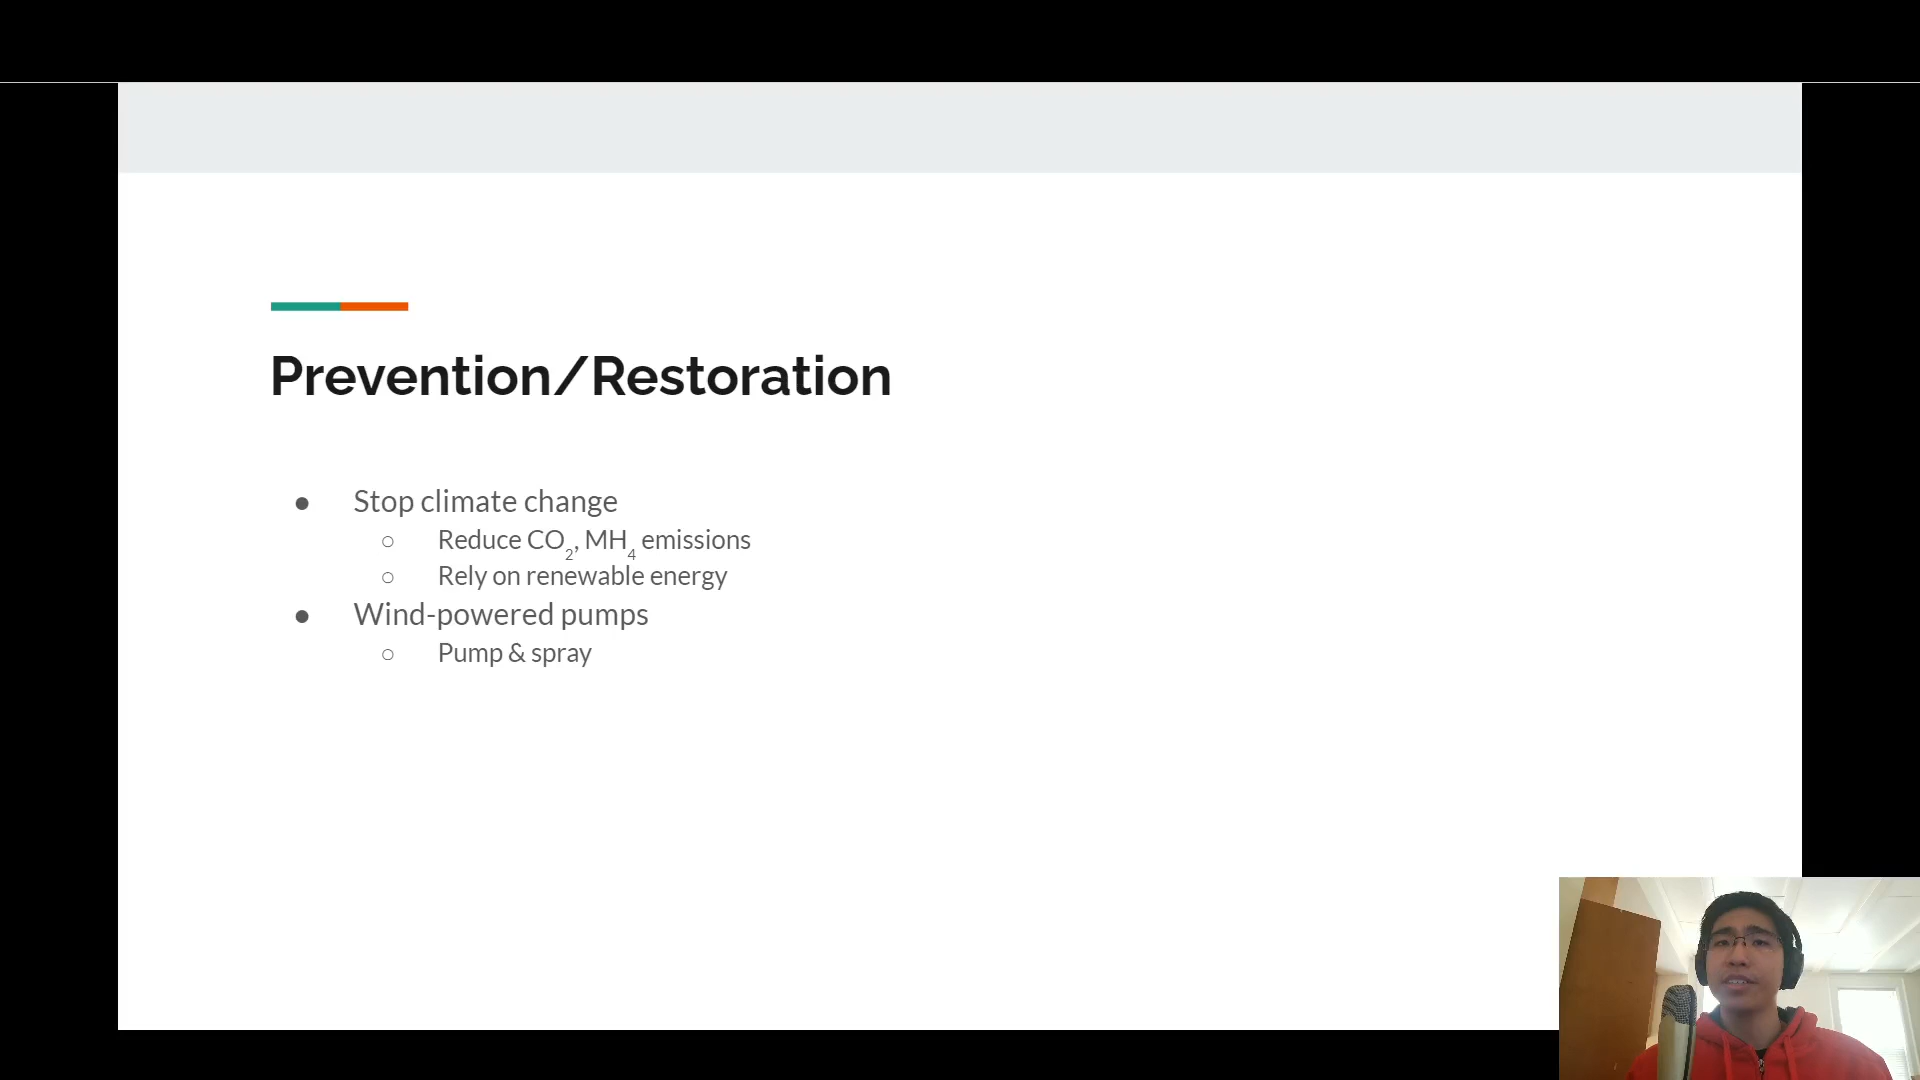 Prevention/Restoration
● Stop climate change
○ Reduce CO₂, MH₄ emissions
○ Rely on renewable energy
● Wind-powered pumps
○ Pump & spray